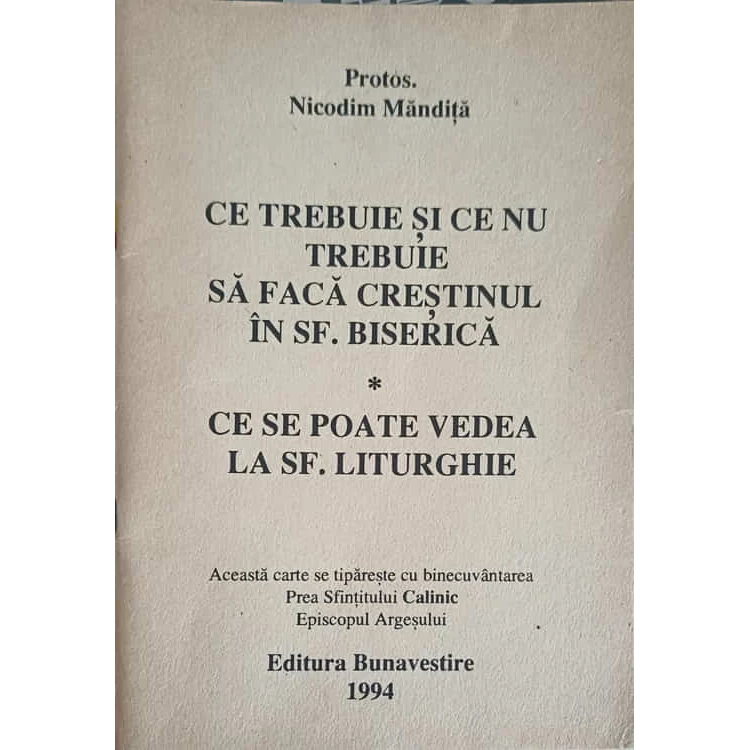 Protos.
Nicodim Măndiță
CE TREBUIE ȘI CE NU
TREBUIE
SĂ FACĂ CREȘTINUL
ÎN SF. BISERICĂ
*
CE SE POATE VEDEA
LA SF. LITURGHIE
Această carte se tipărește cu binecuvântarea
Prea Sfințitului Calinic
Episcopul Argeșului
Editura Bunavestire
1994